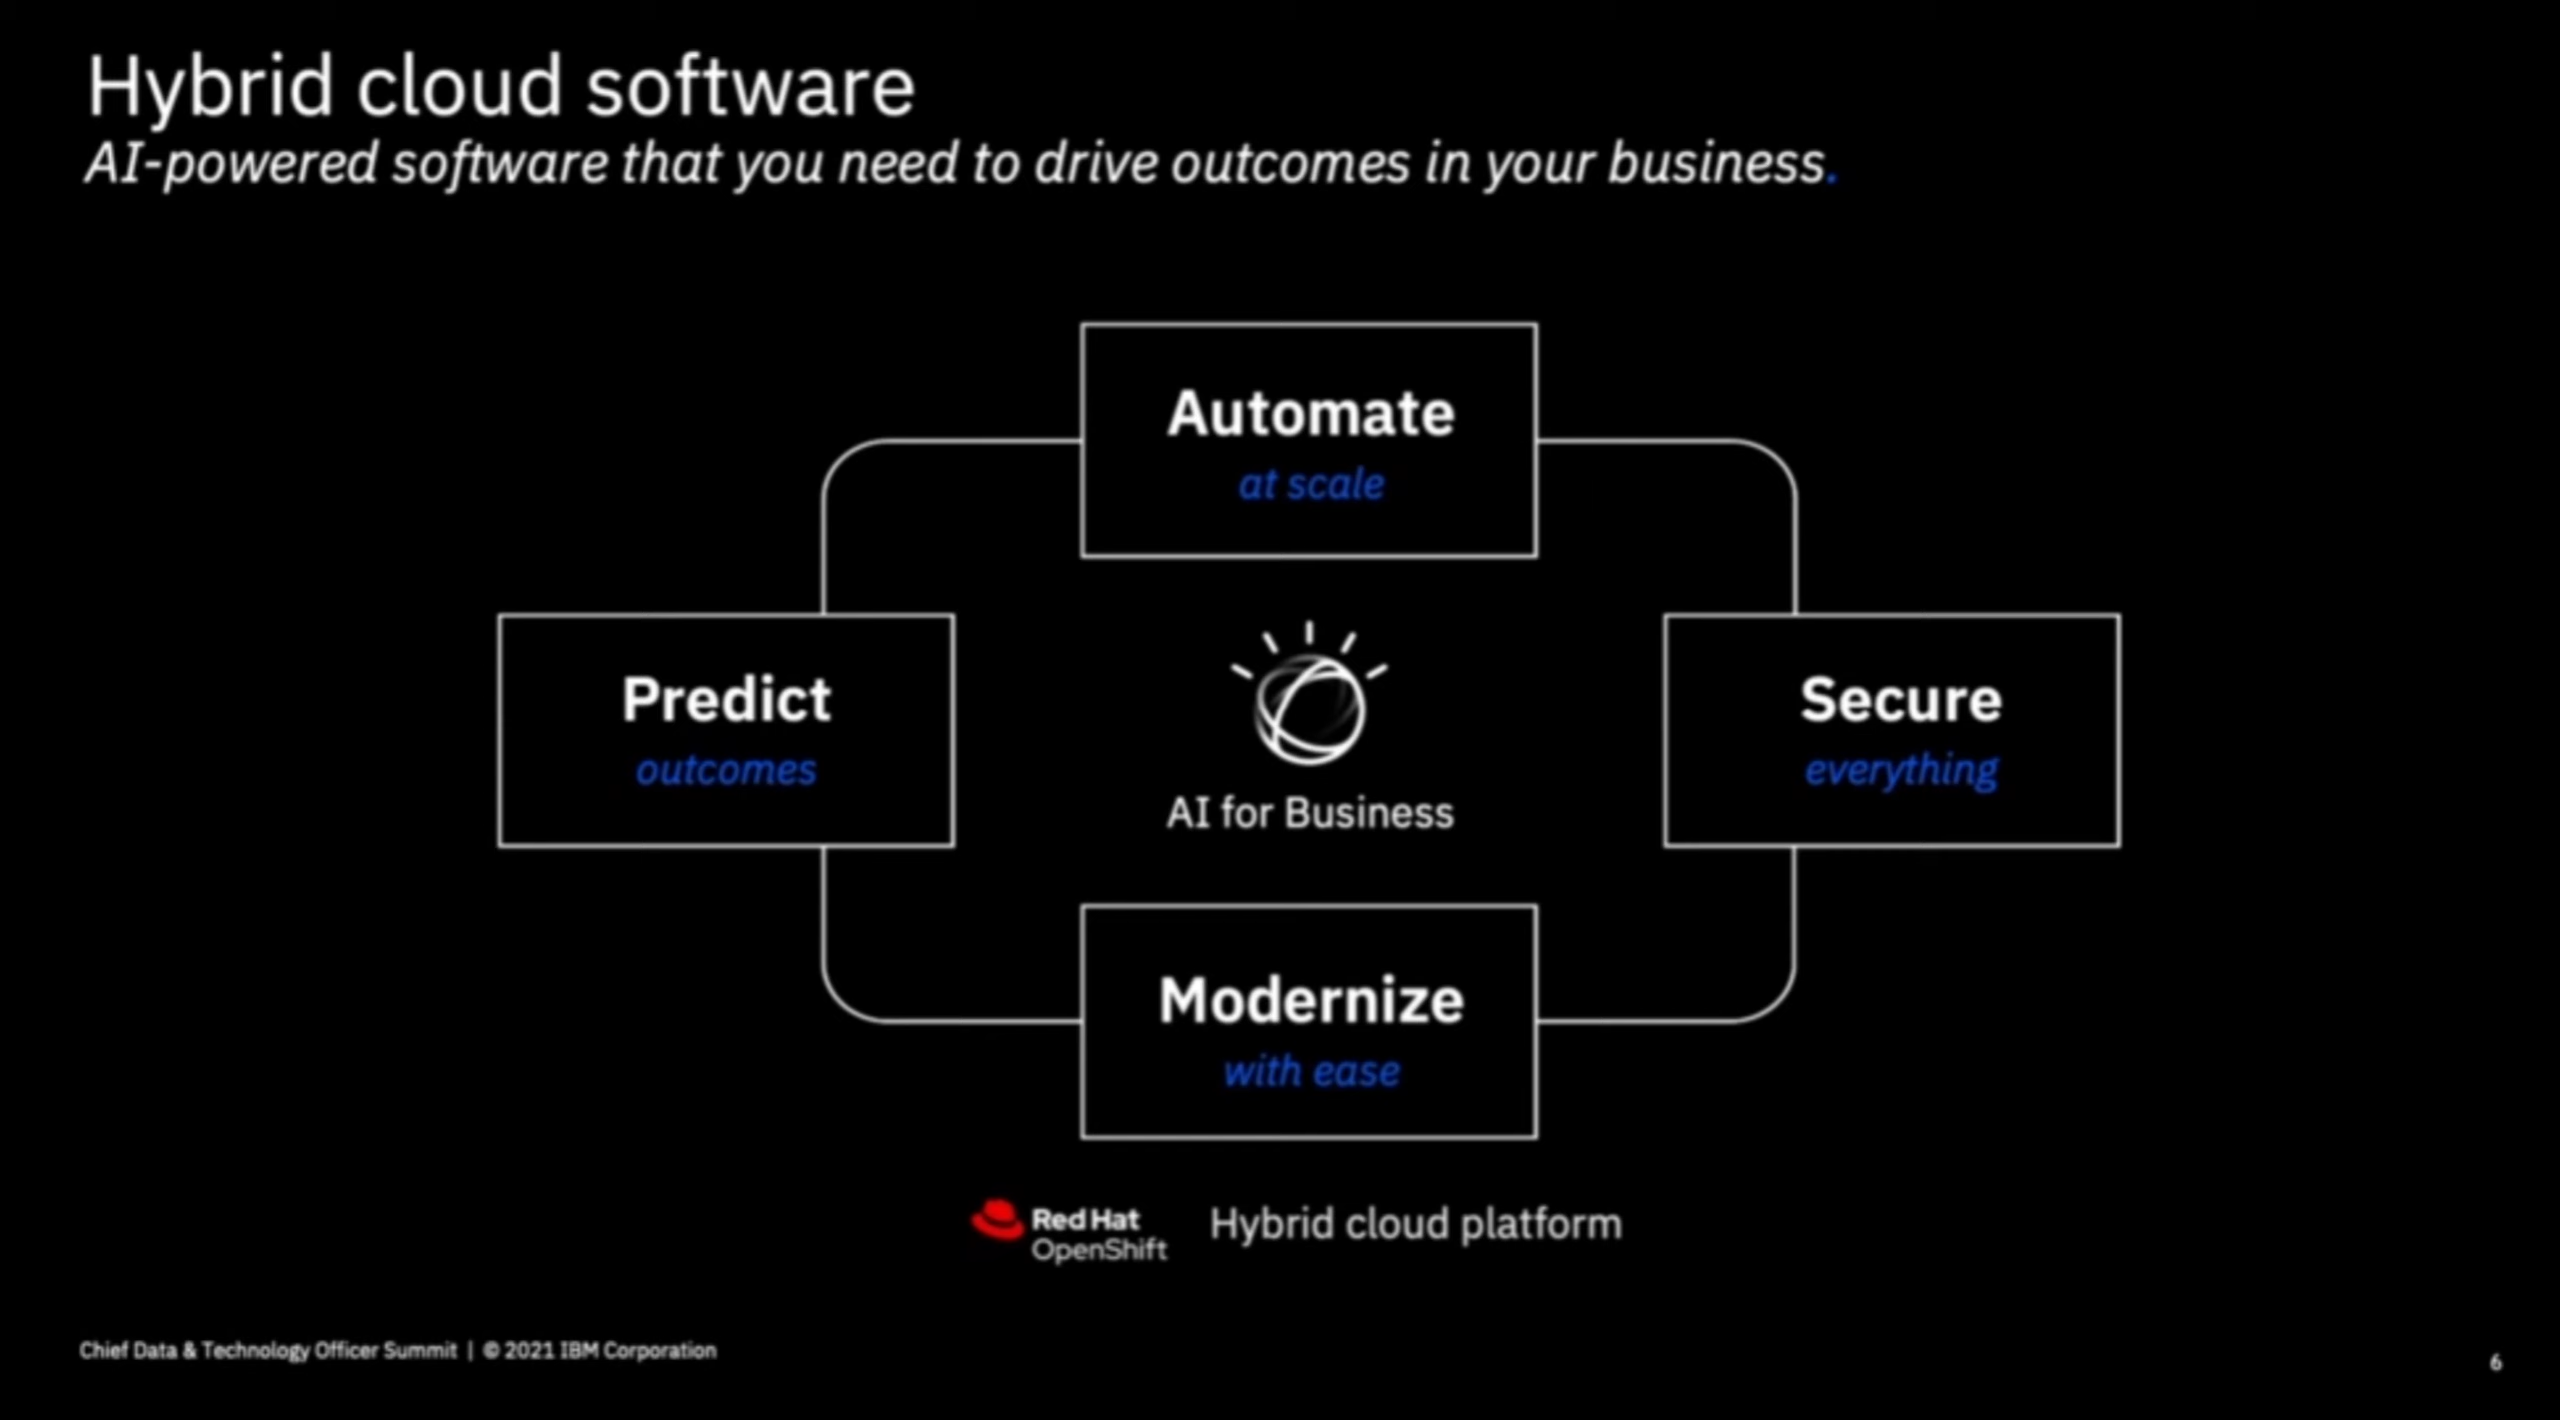 Hybrid cloud software
AI-powered software that you need to drive outcomes in your business.
Automate
at scale
Predict
outcomes
AI for Business
Secure
everything
Modernize
with ease
Red Hat
OpenShift
Hybrid cloud platform
Chief Data & Technology Officer Summit | © 2021 IBM Corporation
6